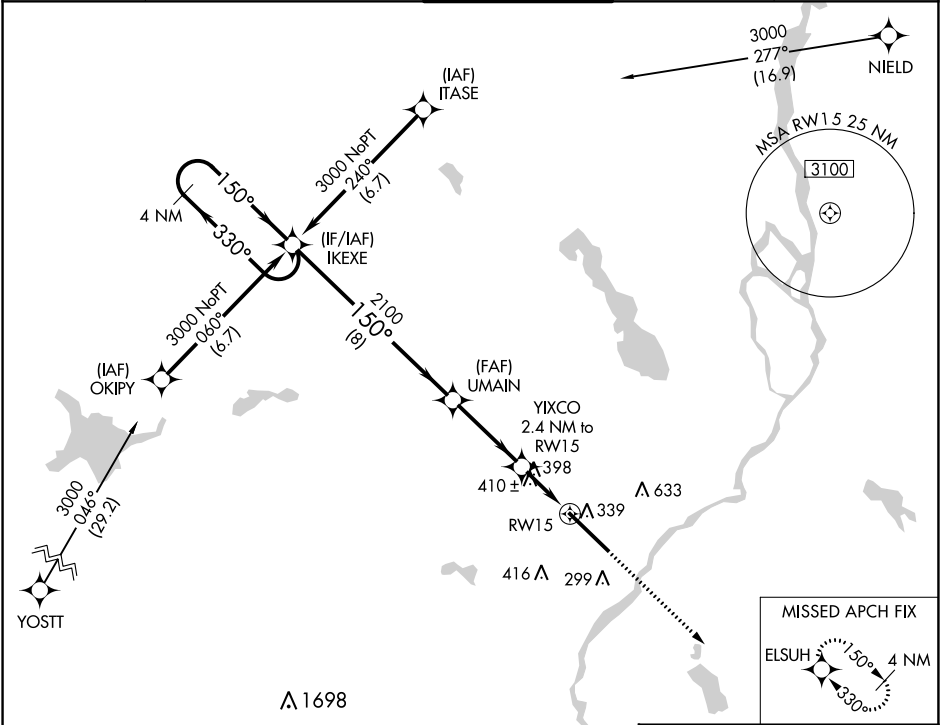 3000
277°
(16.9)
NIELD
(IAF)
ITASE
MSA RW15 25 NM
3100
3000 NoPT
240°
(6.7)
150°
4 NM
330°
(IF/IAF)
IKEXE
3000 NoPT
060°
(6.7)
2100
150°
(8)
(IAF)
OKIPY
(FAF)
UMAIN
YIXCO
2.4 NM to
RW15
398
410 ±
633
339
RW15
3000
046°
(29.2)
416
299
YOSTT
MISSED APCH FIX
ELSUH
150°
4 NM
330°
1698